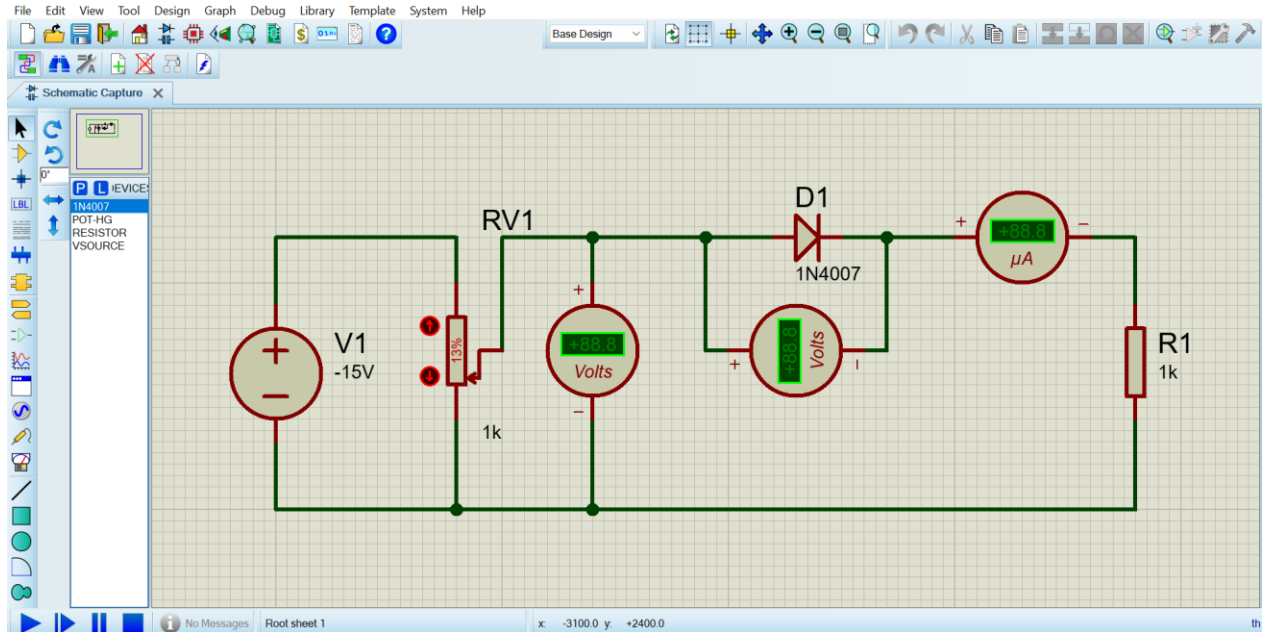 File Edit View Tool Design Graph Debug Library Template System Help
Base Design
Schematic Capture
0°
LBL
P L DEVICES
1N4007
POT-HG
RESISTOR
VSOURCE
RV1
13%
1k
V1
-15V
+88.8
Volts
D1
1N4007
+88.8
Volts
+88.8
µA
R1
1k
No Messages Root sheet 1 x: -3100.0 y: +2400.0 th